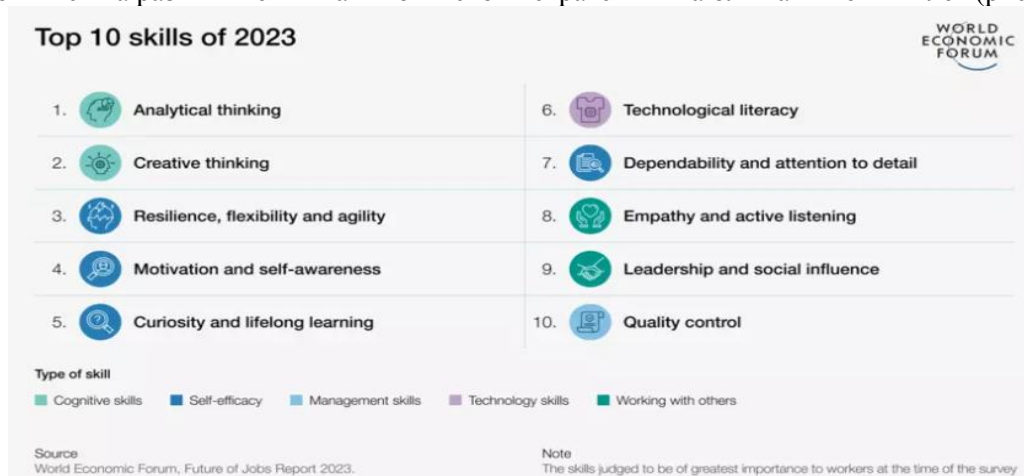 Top 10 skills of 2023
WORLD
ECONOMIC
FORUM
1. Analytical thinking
2. Creative thinking
3. Resilience, flexibility and agility
4. Motivation and self-awareness
5. Curiosity and lifelong learning
6. Technological literacy
7. Dependability and attention to detail
8. Empathy and active listening
9. Leadership and social influence
10. Quality control
Type of skill
Cognitive skills Self-efficacy Management skills Technology skills Working with others
Source
World Economic Forum, Future of Jobs Report 2023.
Note
The skills judged to be of greatest importance to workers at the time of the survey